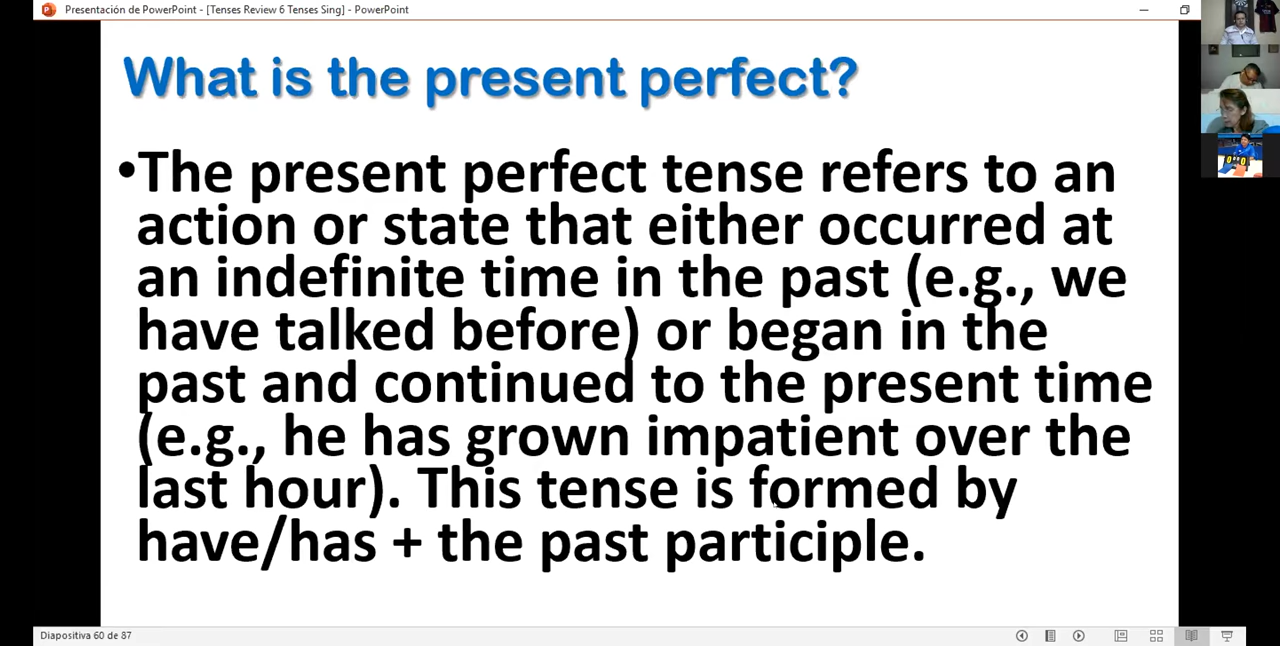 Presentación de PowerPoint - [Tenses Review 6 Tenses Sing] - PowerPoint
What is the present perfect?
•The present perfect tense refers to an
action or state that either occurred at
an indefinite time in the past (e.g., we
have talked before) or began in the
past and continued to the present time
(e.g., he has grown impatient over the
last hour). This tense is formed by
have/has + the past participle.
Diapositiva 60 de 87